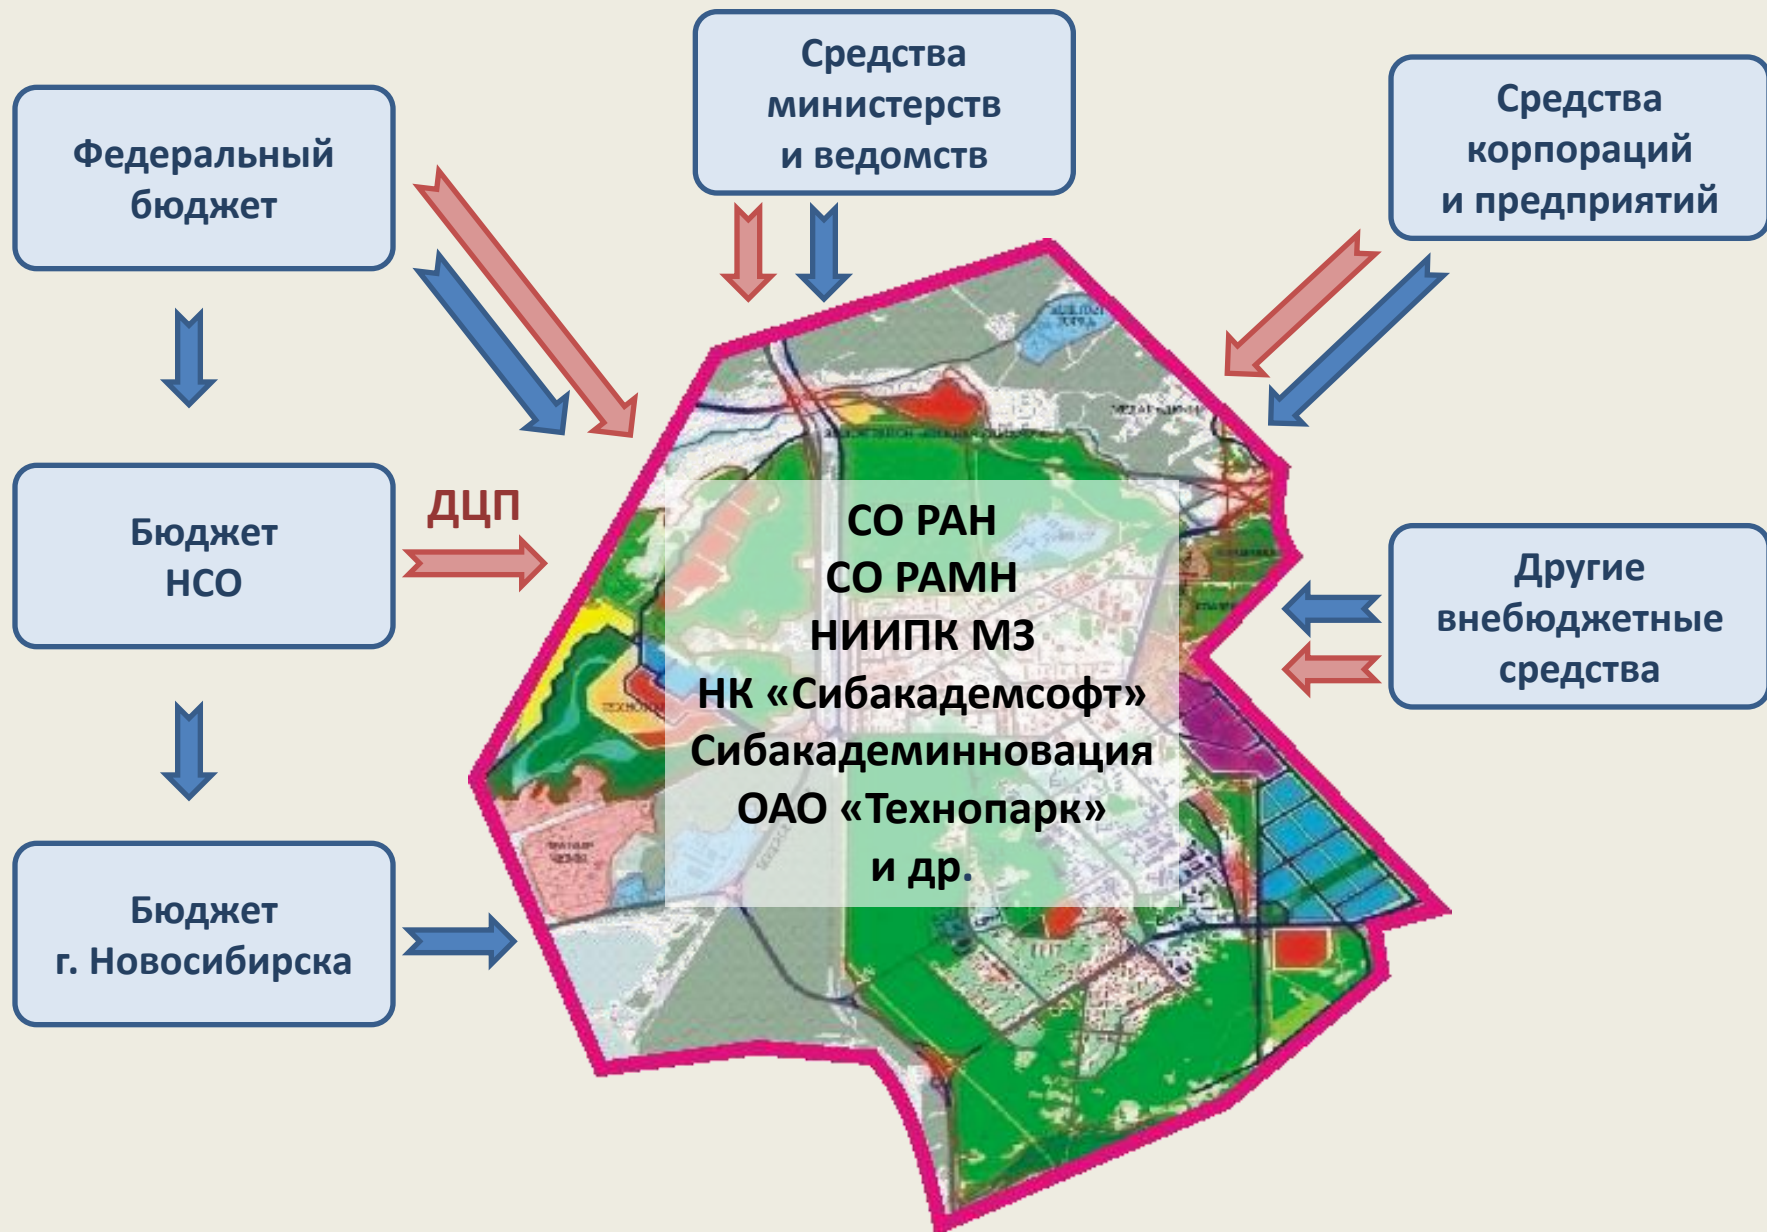 Средства
министерств
и ведомств
Федеральный
бюджет
Средства
корпораций
и предприятий
Бюджет
НСО
ДЦП
СО РАН
СО РАМН
НИИПК МЗ
НК «Сибакадемсофт»
Сибакадеминновация
ОАО «Технопарк»
и др.
Другие
внебюджетные
средства
Бюджет
г. Новосибирска